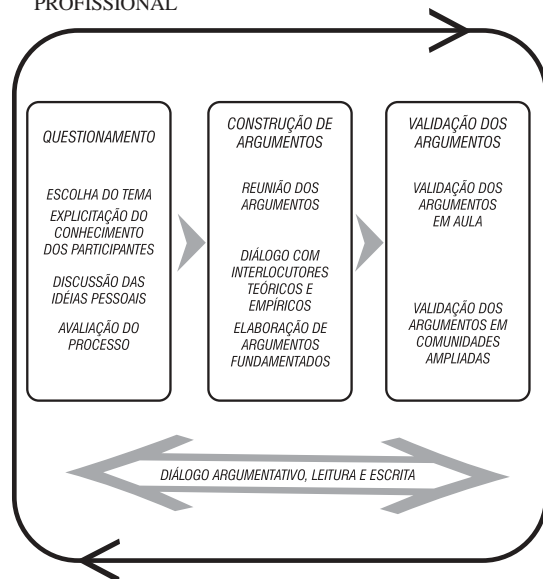 PROFISSIONAL
QUESTIONAMENTO
ESCOLHA DO TEMA
EXPLICITAÇÃO DO
CONHECIMENTO
DOS PARTICIPANTES
DISCUSSÃO DAS
IDÉIAS PESSOAIS
AVALIAÇÃO DO
PROCESSO
CONSTRUÇÃO DE
ARGUMENTOS
REUNIÃO DOS
ARGUMENTOS
DIÁLOGO COM
INTERLOCUTORES
TEÓRICOS E
EMPÍRICOS
ELABORAÇÃO DE
ARGUMENTOS
FUNDAMENTADOS
VALIDAÇÃO DOS
ARGUMENTOS
VALIDAÇÃO DOS
ARGUMENTOS
EM AULA
VALIDAÇÃO DOS
ARGUMENTOS EM
COMUNIDADES
AMPLIADAS
DIÁLOGO ARGUMENTATIVO, LEITURA E ESCRITA